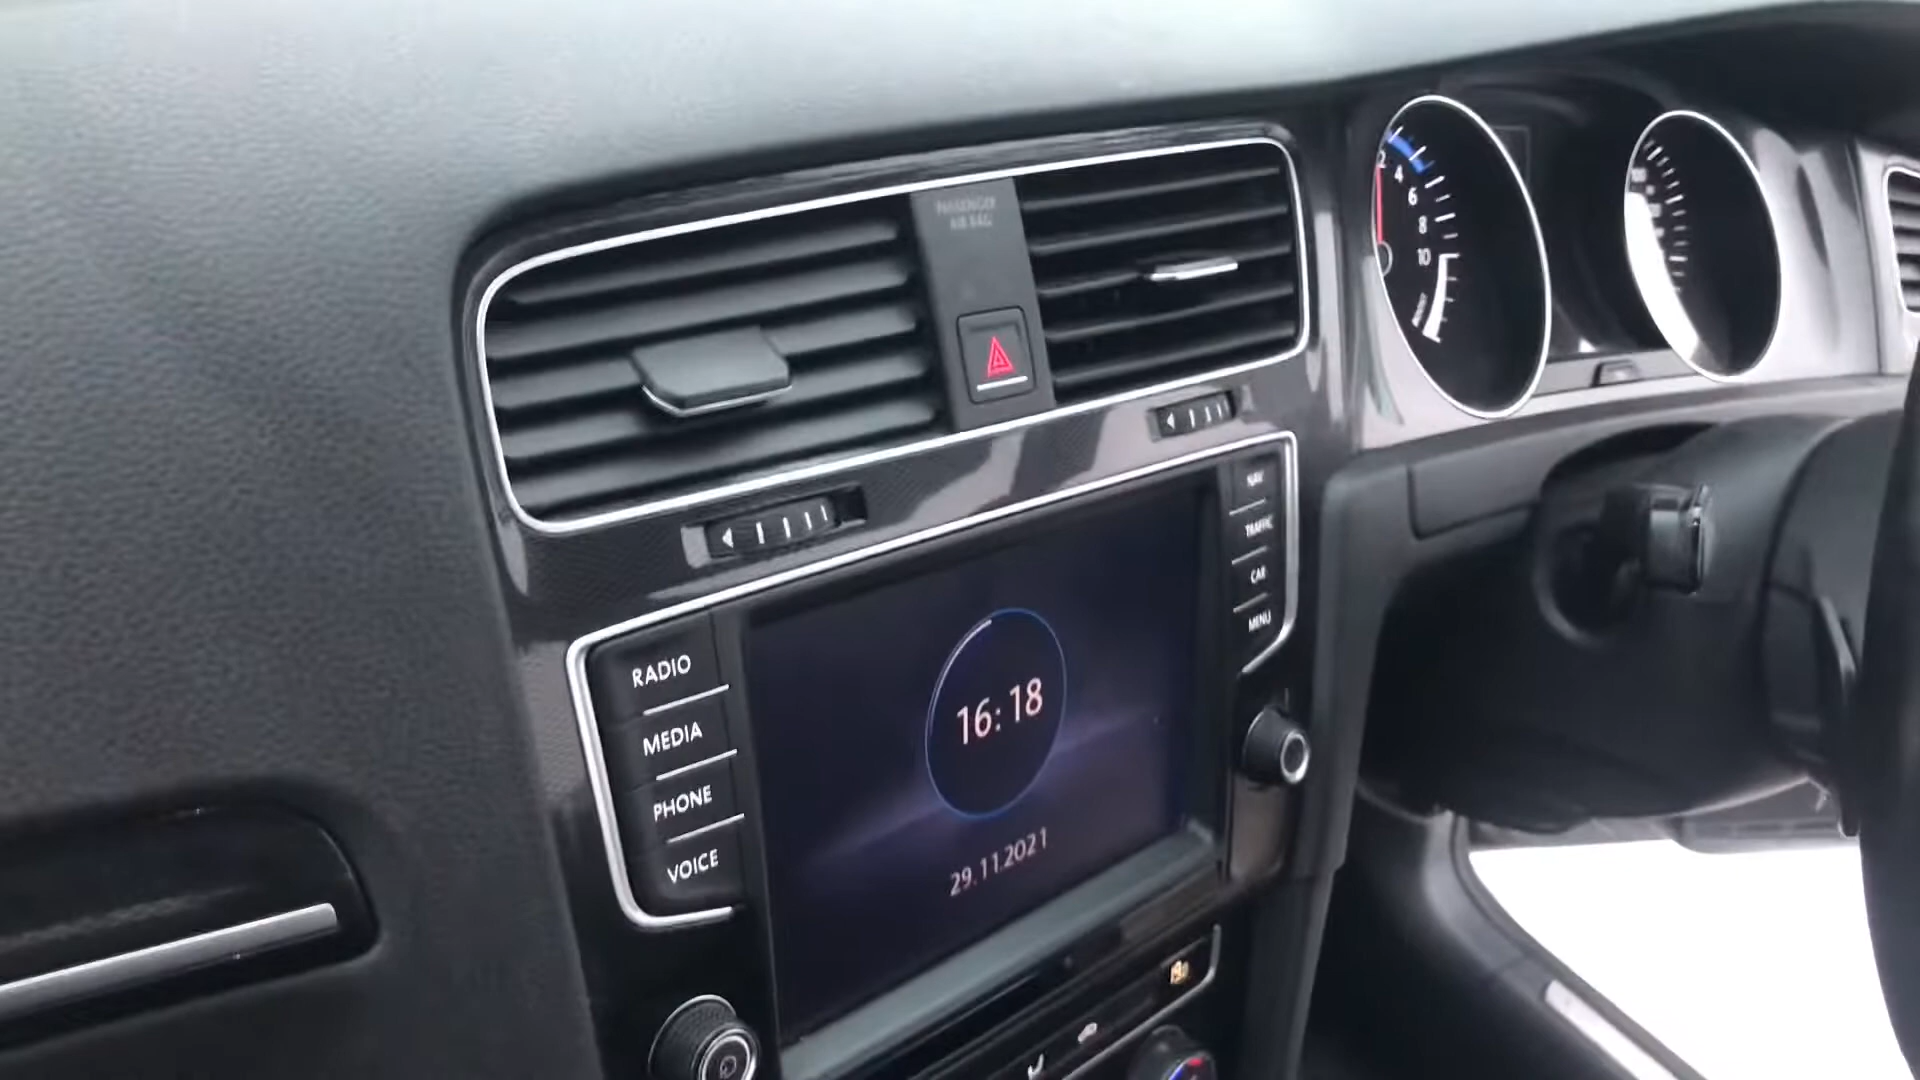 PASSENGER
AIR BAG
2
4
6
8
10
BOOST
NAV
TRAFFIC
CAR
MENU
RADIO
MEDIA
PHONE
VOICE
16:18
29.11.2021